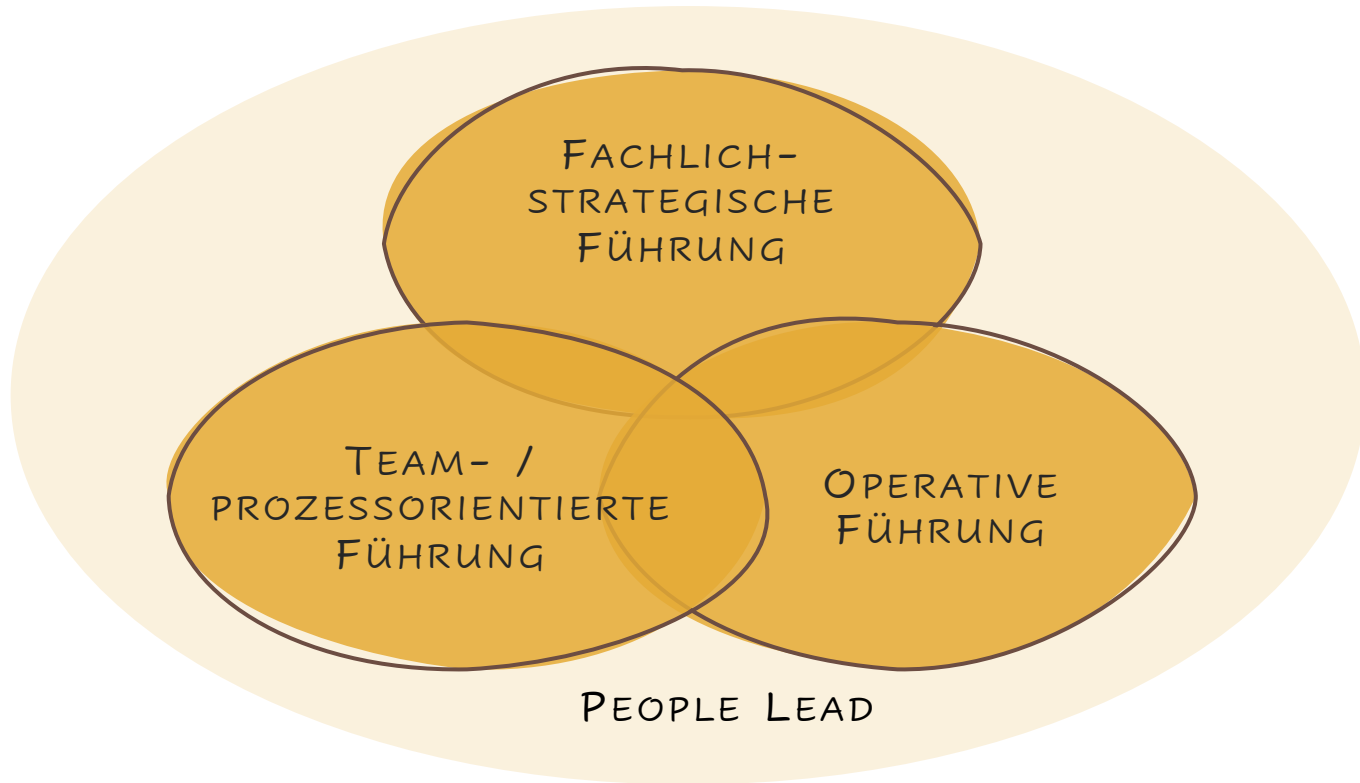 Fachlich-
strategische
Führung
Team- /
prozessorientierte
Führung
Operative
Führung
People Lead